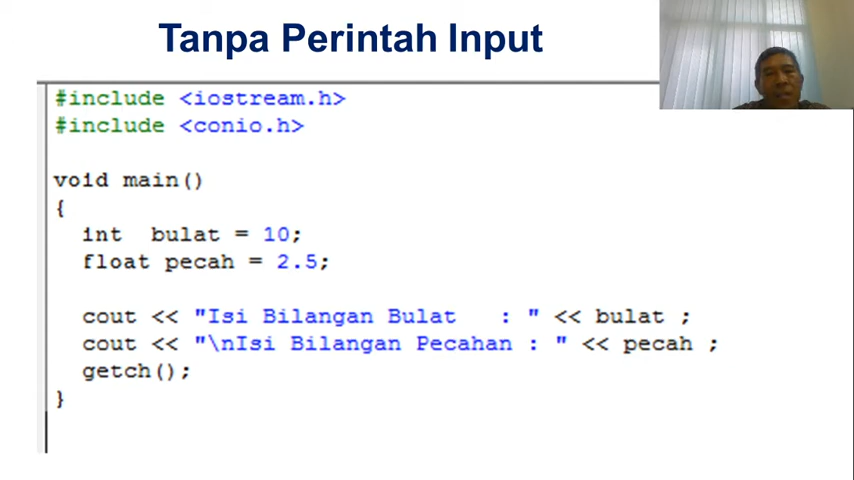 Tanpa Perintah Input
#include <iostream.h>
#include <conio.h>
void main()
{
int  bulat = 10;
float pecah = 2.5;
cout << "Isi Bilangan Bulat   : " << bulat ;
cout << "\nIsi Bilangan Pecahan : " << pecah ;
getch();
}